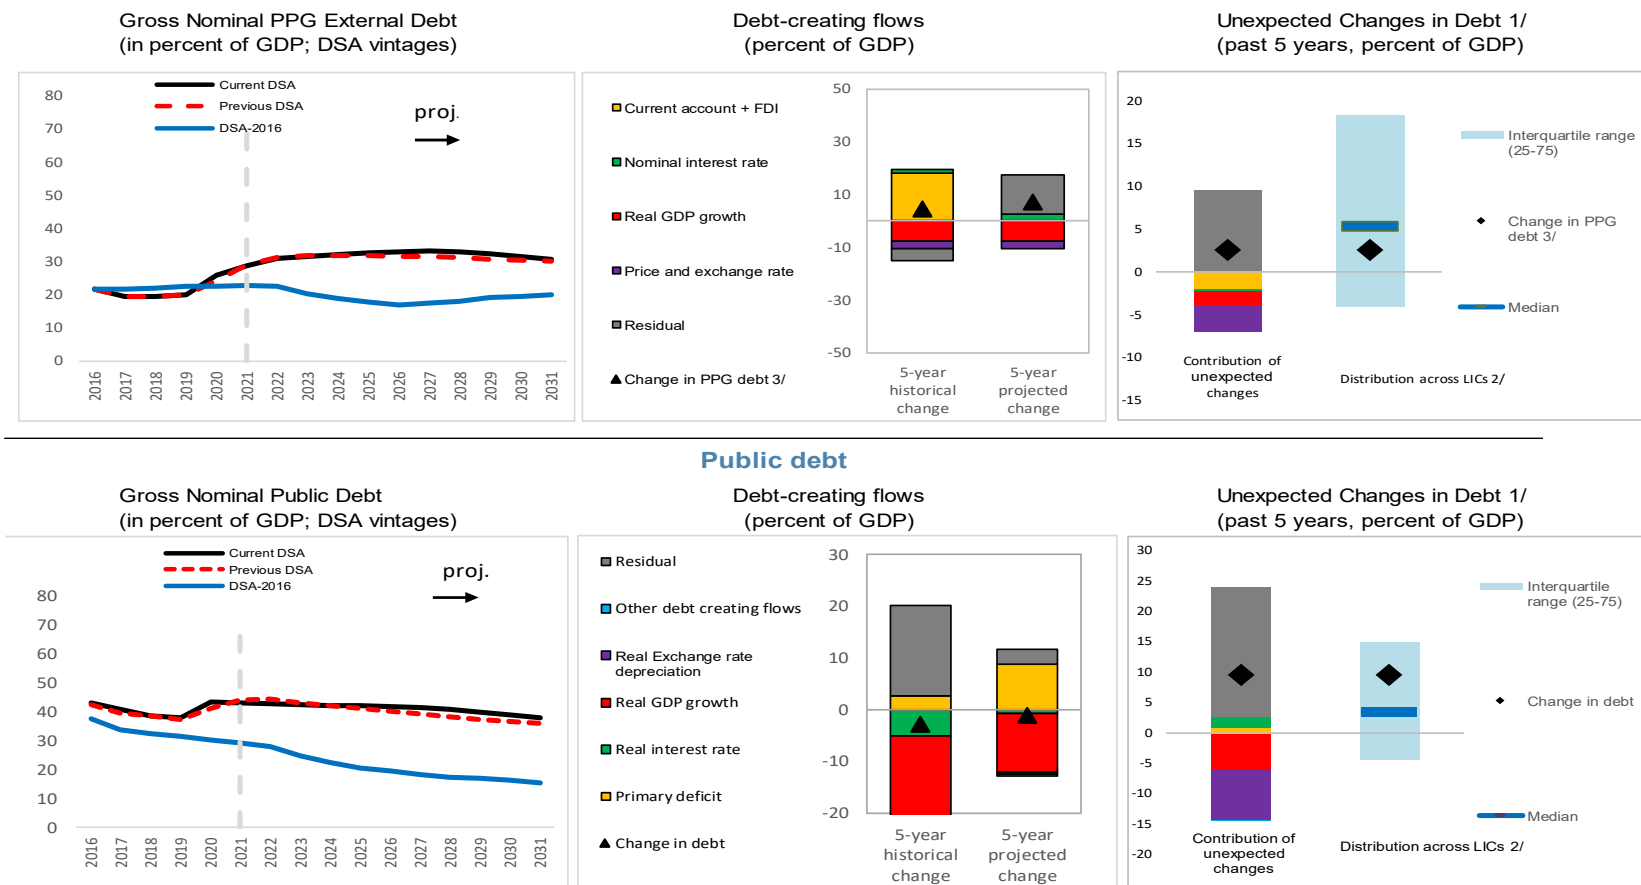 Gross Nominal PPG External Debt
(in percent of GDP; DSA vintages)
Current DSA
Previous DSA
DSA-2016
proj.
80
70
60
50
40
30
20
10
0
2016
2017
2018
2019
2020
2021
2022
2023
2024
2025
2026
2027
2028
2029
2030
2031
Debt-creating flows
(percent of GDP)
Current account + FDI
Nominal interest rate
Real GDP growth
Price and exchange rate
Residual
Change in PPG debt 3/
50
30
10
-10
-30
-50
5-year
historical
change
5-year
projected
change
Unexpected Changes in Debt 1/
(past 5 years, percent of GDP)
20
15
10
5
0
-5
-10
-15
Contribution of
unexpected
changes
Distribution across LICs 2/
Interquartile range
(25-75)
Change in PPG
debt 3/
Median
Public debt
Gross Nominal Public Debt
(in percent of GDP; DSA vintages)
Current DSA
Previous DSA
DSA-2016
proj.
80
70
60
50
40
30
20
10
0
2016
2017
2018
2019
2020
2021
2022
2023
2024
2025
2026
2027
2028
2029
2030
2031
Debt-creating flows
(percent of GDP)
Residual
Other debt creating flows
Real Exchange rate
depreciation
Real GDP growth
Real interest rate
Primary deficit
Change in debt
30
20
10
0
-10
-20
5-year
historical
change
5-year
projected
change
Unexpected Changes in Debt 1/
(past 5 years, percent of GDP)
30
25
20
15
10
5
0
-5
-10
-15
-20
Contribution of
unexpected
changes
Distribution across LICs 2/
Interquartile
range (25-75)
Change in debt
Median